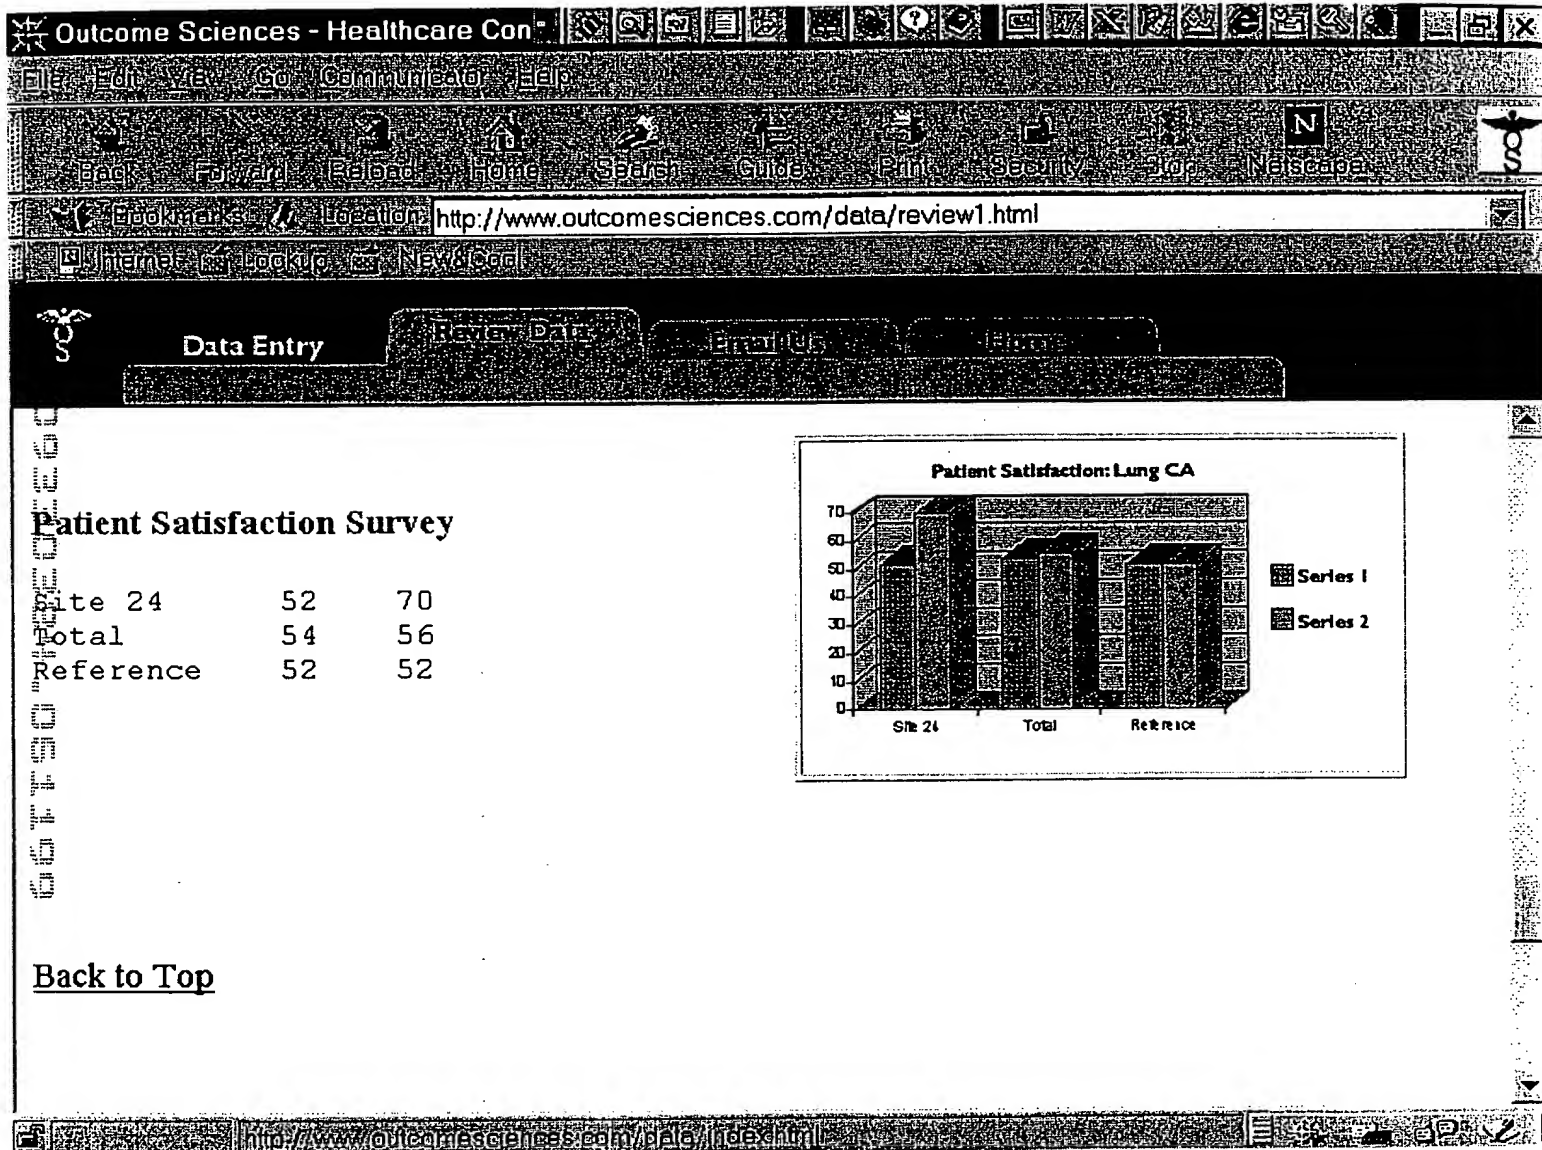 Outcome Sciences - Healthcare Con
File Edit View Go Communicator Help
Back Forward Reload Home Search Guide Print Security Stop Netscape
Bookmarks Location http://www.outcomesciences.com/data/review1.html
Internet Lookup New&Cool
Data Entry Review Data Email Us Home
Patient Satisfaction Survey
Site 24 52 70
Total 54 56
Reference 52 52
Patient Satisfaction: Lung CA
70
60
50
40
30
20
10
0
Site 24 Total Reference
Series 1
Series 2
Back to Top
http://www.outcomesciences.com/data/index.html